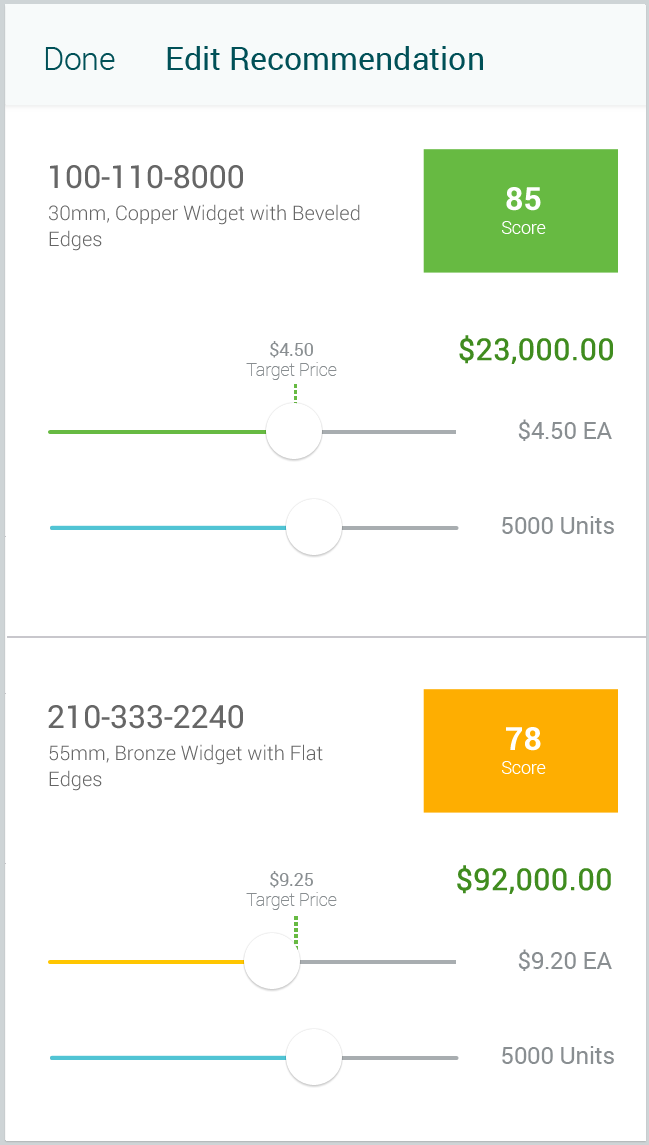 Done Edit Recommendation
100-110-8000
30mm, Copper Widget with Beveled
Edges
85
Score
$4.50
Target Price
$23,000.00
$4.50 EA
5000 Units
210-333-2240
55mm, Bronze Widget with Flat
Edges
78
Score
$9.25
Target Price
$92,000.00
$9.20 EA
5000 Units